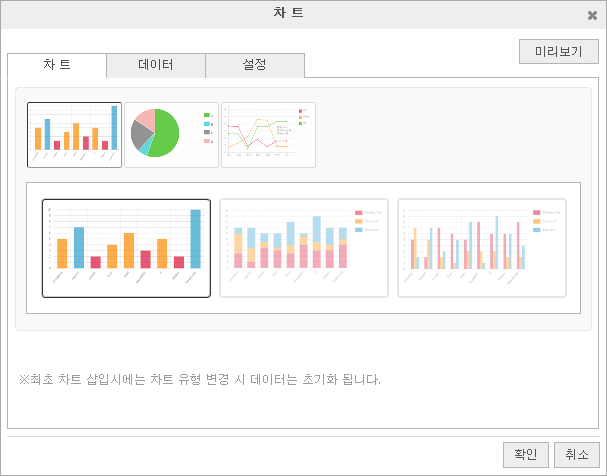 차 트
미리보기
차 트
데이터
설정
※최초 차트 삽입시에는 차트 유형 변경 시 데이터는 초기화 됩니다.
확인
취소